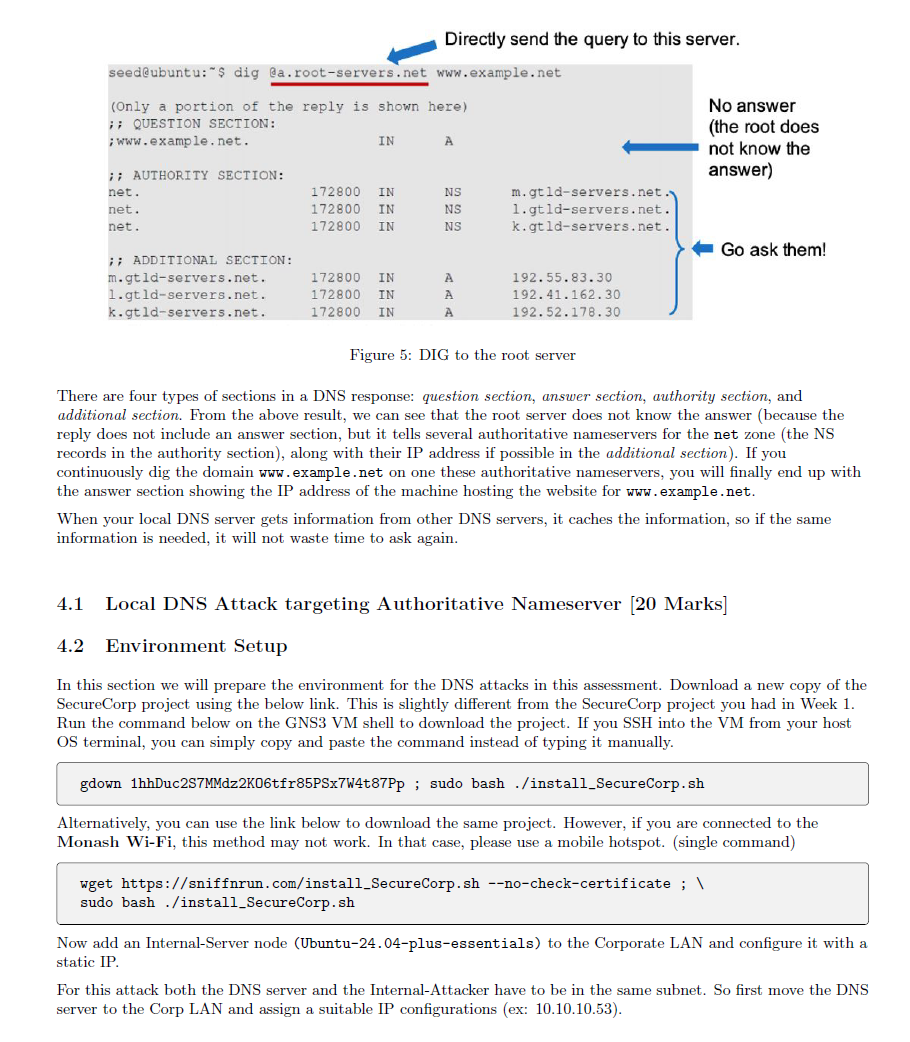 Directly send the query to this server.
seed@ubuntu:~$ dig @a.root-servers.net www.example.net
(Only a portion of the reply is shown here)
;; QUESTION SECTION:
;www.example.net. IN A
No answer
(the root does
not know the
answer)
;; AUTHORITY SECTION:
net. 172800 IN NS m.gtld-servers.net.
net. 172800 IN NS l.gtld-servers.net.
net. 172800 IN NS k.gtld-servers.net.
Go ask them!
;; ADDITIONAL SECTION:
m.gtld-servers.net. 172800 IN A 192.55.83.30
l.gtld-servers.net. 172800 IN A 192.41.162.30
k.gtld-servers.net. 172800 IN A 192.52.178.30
Figure 5: DIG to the root server
There are four types of sections in a DNS response: question section, answer section, authority section, and
additional section. From the above result, we can see that the root server does not know the answer (because the
reply does not include an answer section, but it tells several authoritative nameservers for the net zone (the NS
records in the authority section), along with their IP address if possible in the additional section). If you
continuously dig the domain www.example.net on one these authoritative nameservers, you will finally end up with
the answer section showing the IP address of the machine hosting the website for www.example.net.
When your local DNS server gets information from other DNS servers, it caches the information, so if the same
information is needed, it will not waste time to ask again.
4.1 Local DNS Attack targeting Authoritative Nameserver [20 Marks]
4.2 Environment Setup
In this section we will prepare the environment for the DNS attacks in this assessment. Download a new copy of the
SecureCorp project using the below link. This is slightly different from the SecureCorp project you had in Week 1.
Run the command below on the GNS3 VM shell to download the project. If you SSH into the VM from your host
OS terminal, you can simply copy and paste the command instead of typing it manually.
gdown 1hhDuc2S7MMdz2KO6tfr85PSx7W4t87Pp ; sudo bash ./install_SecureCorp.sh
Alternatively, you can use the link below to download the same project. However, if you are connected to the
Monash Wi-Fi, this method may not work. In that case, please use a mobile hotspot. (single command)
wget https://sniffnrun.com/install_SecureCorp.sh --no-check-certificate ; \
sudo bash ./install_SecureCorp.sh
Now add an Internal-Server node (Ubuntu-24.04-plus-essentials) to the Corporate LAN and configure it with a
static IP.
For this attack both the DNS server and the Internal-Attacker have to be in the same subnet. So first move the DNS
server to the Corp LAN and assign a suitable IP configurations (ex: 10.10.10.53).